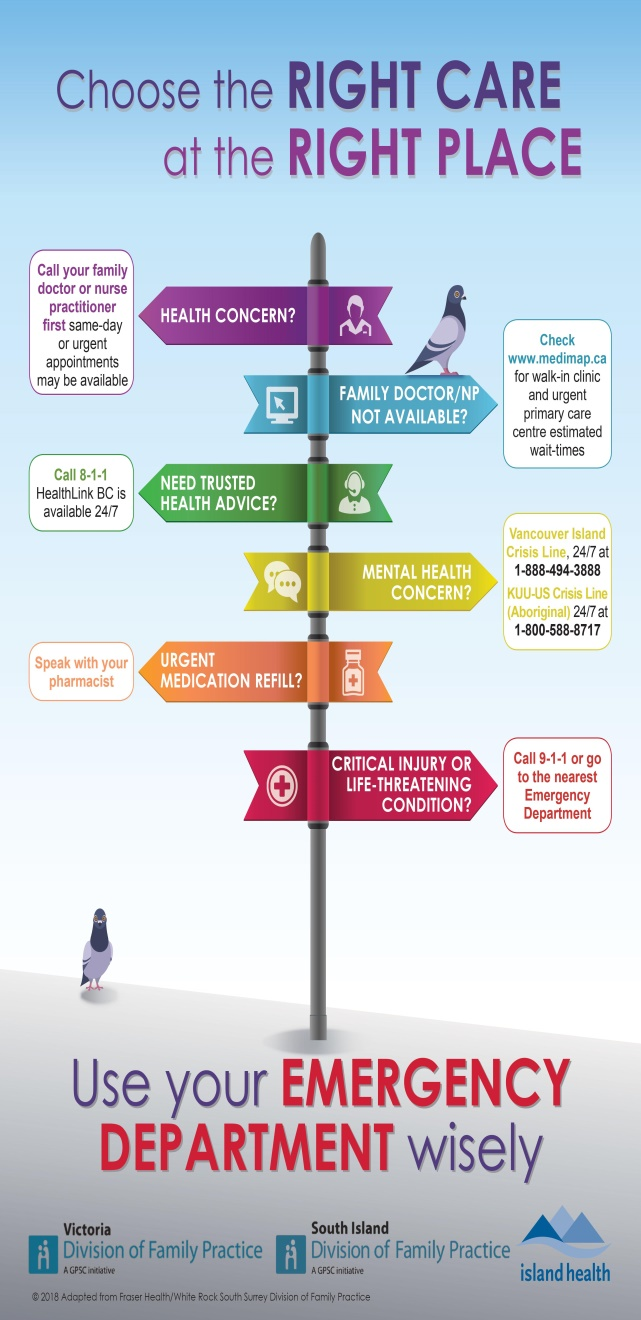 Choose the RIGHT CARE
at the RIGHT PLACE
Call your family
doctor or nurse
practitioner
first same-day
or urgent
appointments
may be available
HEALTH CONCERN?
FAMILY DOCTOR/NP
NOT AVAILABLE?
Check
www.medimap.ca
for walk-in clinic
and urgent
primary care
centre estimated
wait-times
Call 8-1-1
HealthLink BC is
available 24/7
NEED TRUSTED
HEALTH ADVICE?
MENTAL HEALTH
CONCERN?
Vancouver Island
Crisis Line, 24/7 at
1-888-494-3888
KUU-US Crisis Line
(Aboriginal) 24/7 at
1-800-588-8717
Speak with your
pharmacist
URGENT
MEDICATION REFILL?
CRITICAL INJURY OR
LIFE-THREATENING
CONDITION?
Call 9-1-1 or go
to the nearest
Emergency
Department
Use your EMERGENCY
DEPARTMENT wisely
Victoria
Division of Family Practice
A GPSC initiative
South Island
Division of Family Practice
A GPSC initiative
island health
© 2018 Adapted from Fraser Health/White Rock South Surrey Division of Family Practice